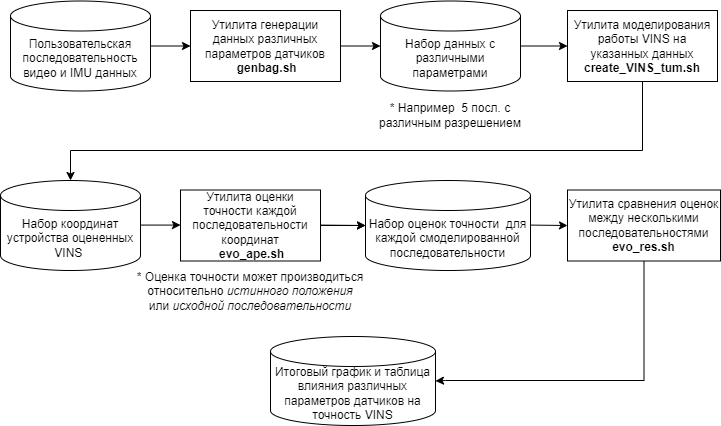 Пользовательская
последовательность
видео и IMU данных
Утилита генерации
данных различных
параметров датчиков
genbag.sh
Набор данных с
различными
параметрами
* Например  5 посл. с
различным разрешением
Утилита моделирования
работы VINS на
указанных данных
create_VINS_tum.sh
Набор координат
устройства оцененных
VINS
Утилита оценки
точности каждой
последовательности
координат
evo_ape.sh
* Оценка точности может производиться
относительно истинного положения
или исходной последовательности
Набор оценок точности  для
каждой смоделированной
последовательности
Утилита сравнения оценок
между несколькими
последовательностями
evo_res.sh
Итоговый график и таблица
влияния различных
параметров датчиков на
точность VINS